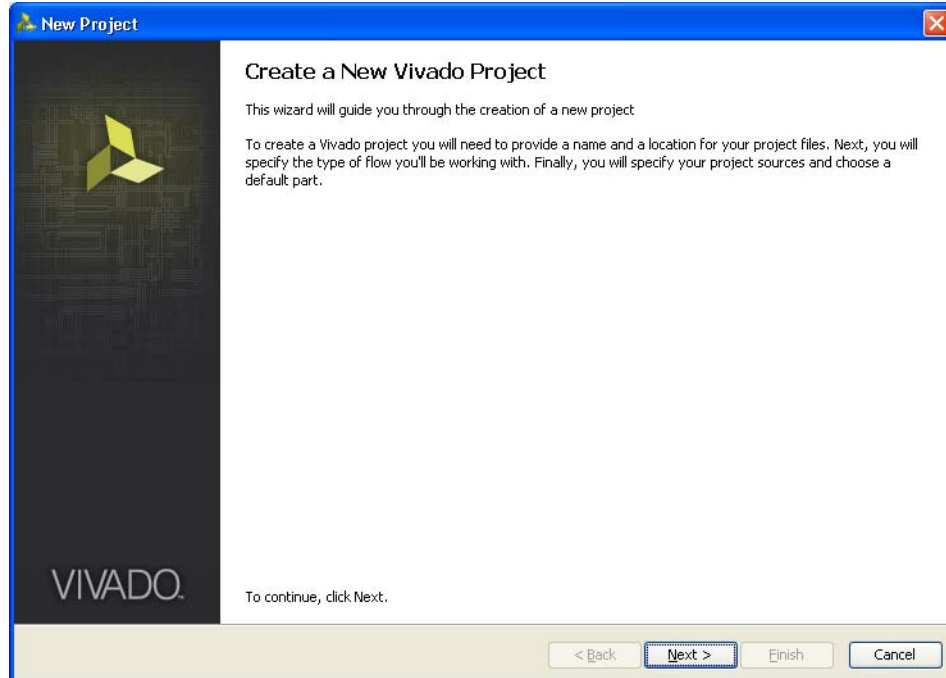 New Project
Create a New Vivado Project
This wizard will guide you through the creation of a new project
To create a Vivado project you will need to provide a name and a location for your project files. Next, you will
specify the type of flow you'll be working with. Finally, you will specify your project sources and choose a
default part.
VIVADO
To continue, click Next.
< Back
Next >
Finish
Cancel